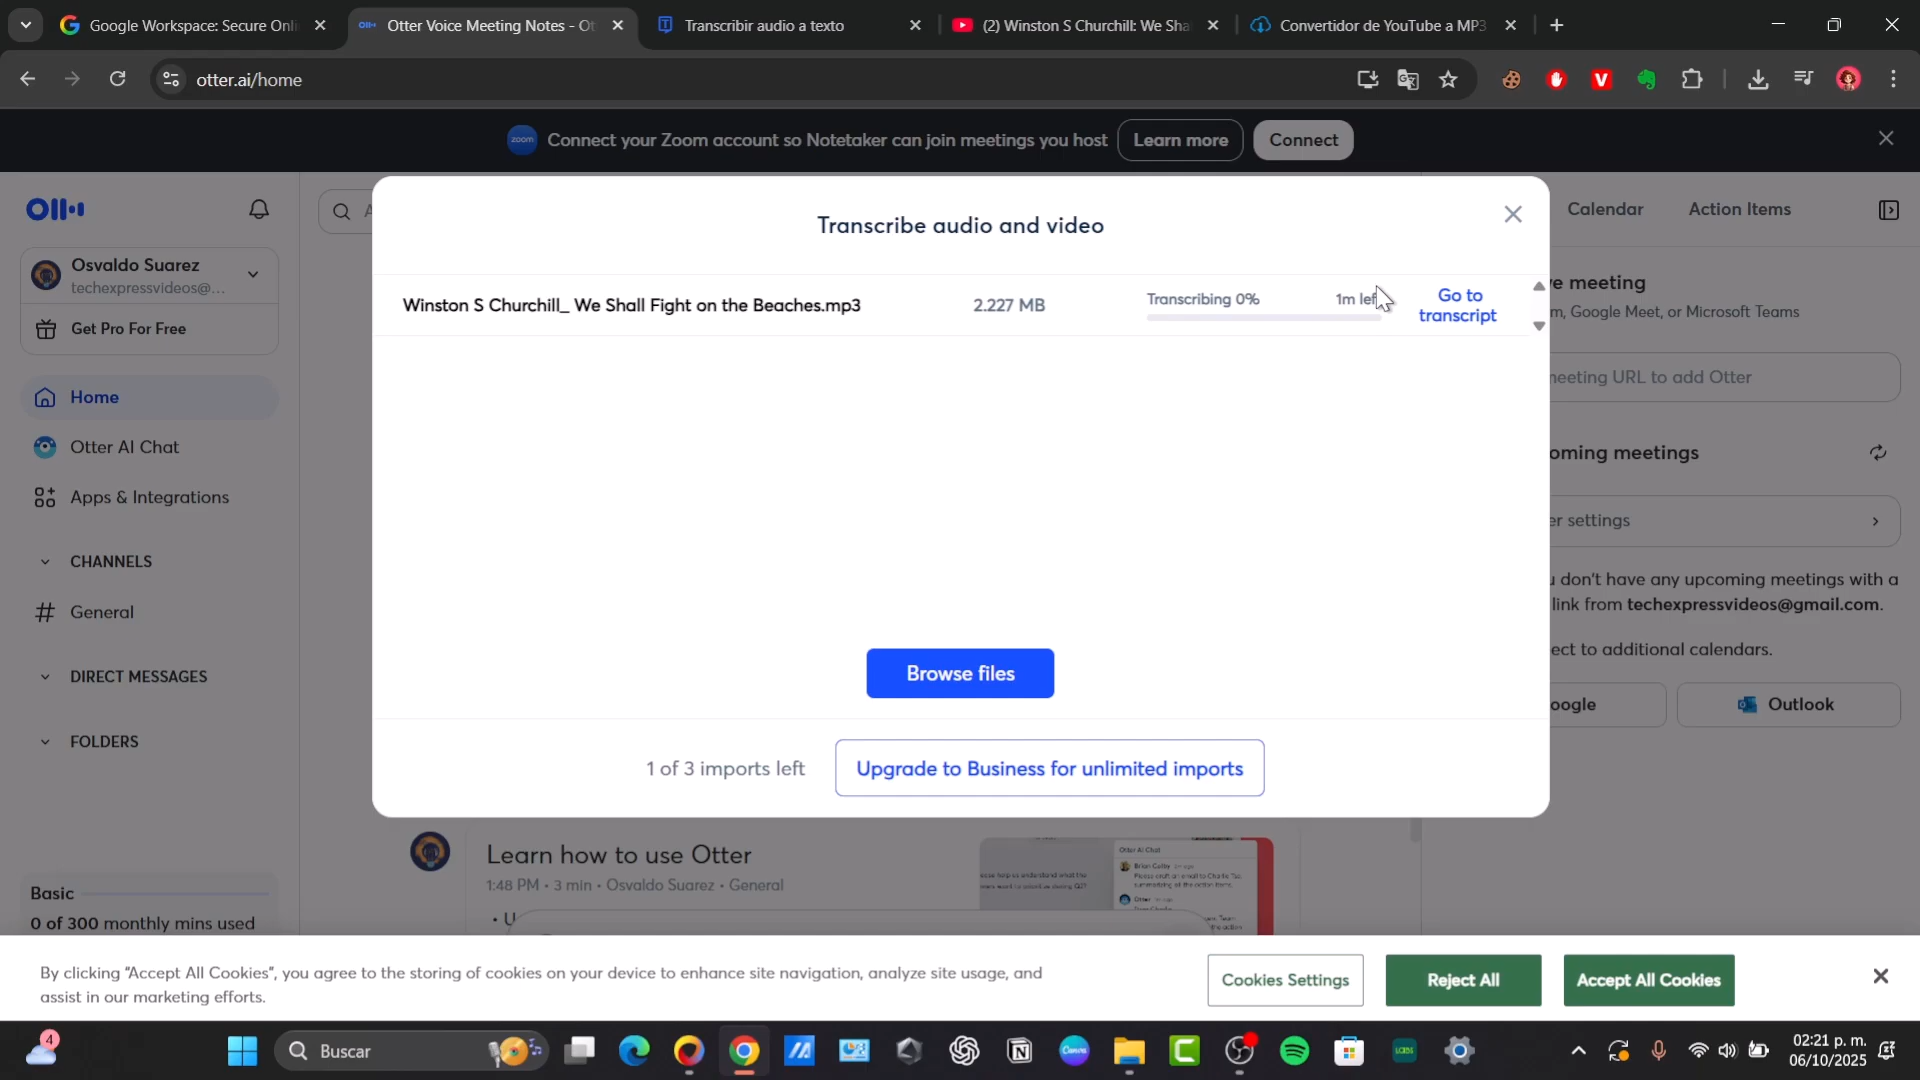 Google Workspace: Secure Onli
Otter Voice Meeting Notes - Ot
Transcribir audio a texto
(2) Winston S Churchill: We Sha
Convertidor de YouTube a MP3
otter.ai/home
zoom
Connect your Zoom account so Notetaker can join meetings you host
Learn more
Connect
Osvaldo Suarez
techexpressvideos@...
Get Pro For Free
Home
Otter AI Chat
Apps & Integrations
CHANNELS
General
DIRECT MESSAGES
FOLDERS
Basic
0 of 300 monthly mins used
A
Transcribe audio and video
Winston S Churchill_ We Shall Fight on the Beaches.mp3
2.227 MB
Transcribing 0%
1m lef
Go to
transcript
Browse files
1 of 3 imports left
Upgrade to Business for unlimited imports
Calendar
Action Items
ve meeting
m, Google Meet, or Microsoft Teams
meeting URL to add Otter
oming meetings
er settings
u don't have any upcoming meetings with a
link from techexpressvideos@gmail.com.
ect to additional calendars.
oogle
Outlook
Learn how to use Otter
1:48 PM • 3 min • Osvaldo Suarez • General
• U
Otter AI Chat
By clicking "Accept All Cookies", you agree to the storing of cookies on your device to enhance site navigation, analyze site usage, and
assist in our marketing efforts.
Cookies Settings
Reject All
Accept All Cookies
4
Buscar
Canva
02:21 p. m.
06/10/2025